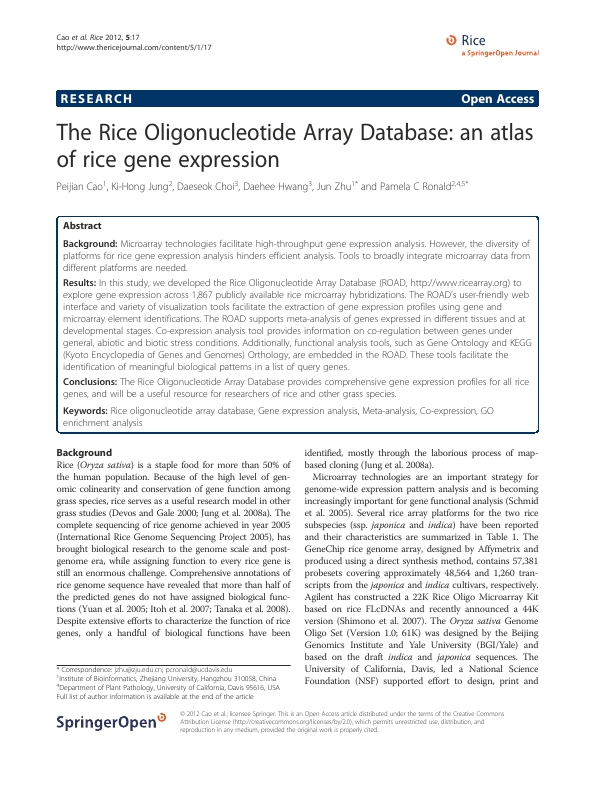 Cao et al. Rice 2012, 5:17
http://www.thericejournal.com/content/5/1/17
Rice
a SpringerOpen Journal
RESEARCH
Open Access
The Rice Oligonucleotide Array Database: an atlas
of rice gene expression
Peijian Cao1, Ki-Hong Jung2, Daeseok Choi3, Daehee Hwang3, Jun Zhu1* and Pamela C Ronald2,4,5*
Abstract
Background: Microarray technologies facilitate high-throughput gene expression analysis. However, the diversity of
platforms for rice gene expression analysis hinders efficient analysis. Tools to broadly integrate microarray data from
different platforms are needed.
Results: In this study, we developed the Rice Oligonucleotide Array Database (ROAD, http://www.ricearray.org) to
explore gene expression across 1,867 publicly available rice microarray hybridizations. The ROAD's user-friendly web
interface and variety of visualization tools facilitate the extraction of gene expression profiles using gene and
microarray element identifications. The ROAD supports meta-analysis of genes expressed in different tissues and at
developmental stages. Co-expression analysis tool provides information on co-regulation between genes under
general, abiotic and biotic stress conditions. Additionally, functional analysis tools, such as Gene Ontology and KEGG
(Kyoto Encyclopedia of Genes and Genomes) Orthology, are embedded in the ROAD. These tools facilitate the
identification of meaningful biological patterns in a list of query genes.
Conclusions: The Rice Oligonucleotide Array Database provides comprehensive gene expression profiles for all rice
genes, and will be a useful resource for researchers of rice and other grass species.
Keywords: Rice oligonucleotide array database, Gene expression analysis, Meta-analysis, Co-expression, GO
enrichment analysis
Background
Rice (Oryza sativa) is a staple food for more than 50% of
the human population. Because of the high level of gen-
omic colinearity and conservation of gene function among
grass species, rice serves as a useful research model in other
grass studies (Devos and Gale 2000; Jung et al. 2008a). The
complete sequencing of rice genome achieved in year 2005
(International Rice Genome Sequencing Project 2005), has
brought biological research to the genome scale and post-
genome era, while assigning function to every rice gene is
still an enormous challenge. Comprehensive annotations of
rice genome sequence have revealed that more than half of
the predicted genes do not have assigned biological func-
tions (Yuan et al. 2005; Itoh et al. 2007; Tanaka et al. 2008).
Despite extensive efforts to characterize the function of rice
genes, only a handful of biological functions have been
identified, mostly through the laborious process of map-
based cloning (Jung et al. 2008a).
Microarray technologies are an important strategy for
genome-wide expression pattern analysis and is becoming
increasingly important for gene functional analysis (Schmid
et al. 2005). Several rice array platforms for the two rice
subspecies (ssp. japonica and indica) have been reported
and their characteristics are summarized in Table 1. The
GeneChip rice genome array, designed by Affymetrix and
produced using a direct synthesis method, contains 57,381
probesets covering approximately 48,564 and 1,260 tran-
scripts from the japonica and indica cultivars, respectively.
Agilent has constructed a 22K Rice Oligo Microarray Kit
based on rice FLcDNAs and recently announced a 44K
version (Shimono et al. 2007). The Oryza sativa Genome
Oligo Set (Version 1.0; 61K) was designed by the Beijing
Genomics Institute and Yale University (BGI/Yale) and
based on the draft indica and japonica sequences. The
University of California, Davis, led a National Science
Foundation (NSF) supported effort to design, print and
* Correspondence: jzhu@zju.edu.cn; pcronald@ucdavis.edu
1Institute of Bioinformatics, Zhejiang University, Hangzhou 310058, China
4Department of Plant Pathology, University of California, Davis 95616, USA
Full list of author information is available at the end of the article
SpringerOpen
© 2012 Cao et al.; licensee Springer. This is an Open Access article distributed under the terms of the Creative Commons
Attribution License (http://creativecommons.org/licenses/by/2.0), which permits unrestricted use, distribution, and
reproduction in any medium, provided the original work is properly cited.